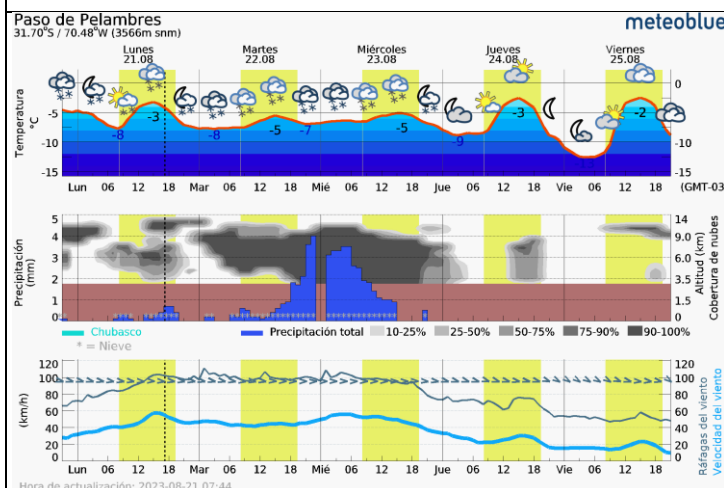 Paso de Pelambres
meteoblue
31.70°S / 70.48°W (3566m snm)
Lunes Martes Miércoles Jueves Viernes
21.08 22.08 23.08 24.08 25.08
Temperatura
°C
0
-5 -5
-10 -10
-15 -15
-8 -3 -8 -5 -7 -5 -9 -3 -2
Lun 06 12 18 Mar 06 12 18 Mié 06 12 18 Jue 06 12 18 Vie 06 12 18 (GMT-03
Precipitación
(mm)
5 14
4 9.0
3 6.0
2 3.5
1 1.5
0 0
Altitud (km)
Cobertura de nubes
Chubasco Precipitación total 10-25% 25-50% 50-75% 75-90% 90-100%
* = Nieve
(km/h)
120 120
100 100
80 80
60 60
40 40
20 20
0 0
Ráfagas del viento
Velocidad del viento
Lun 06 12 18 Mar 06 12 18 Mié 06 12 18 Jue 06 12 18 Vie 06 12 18
Hora de actualización: 2023-08-21 07:44